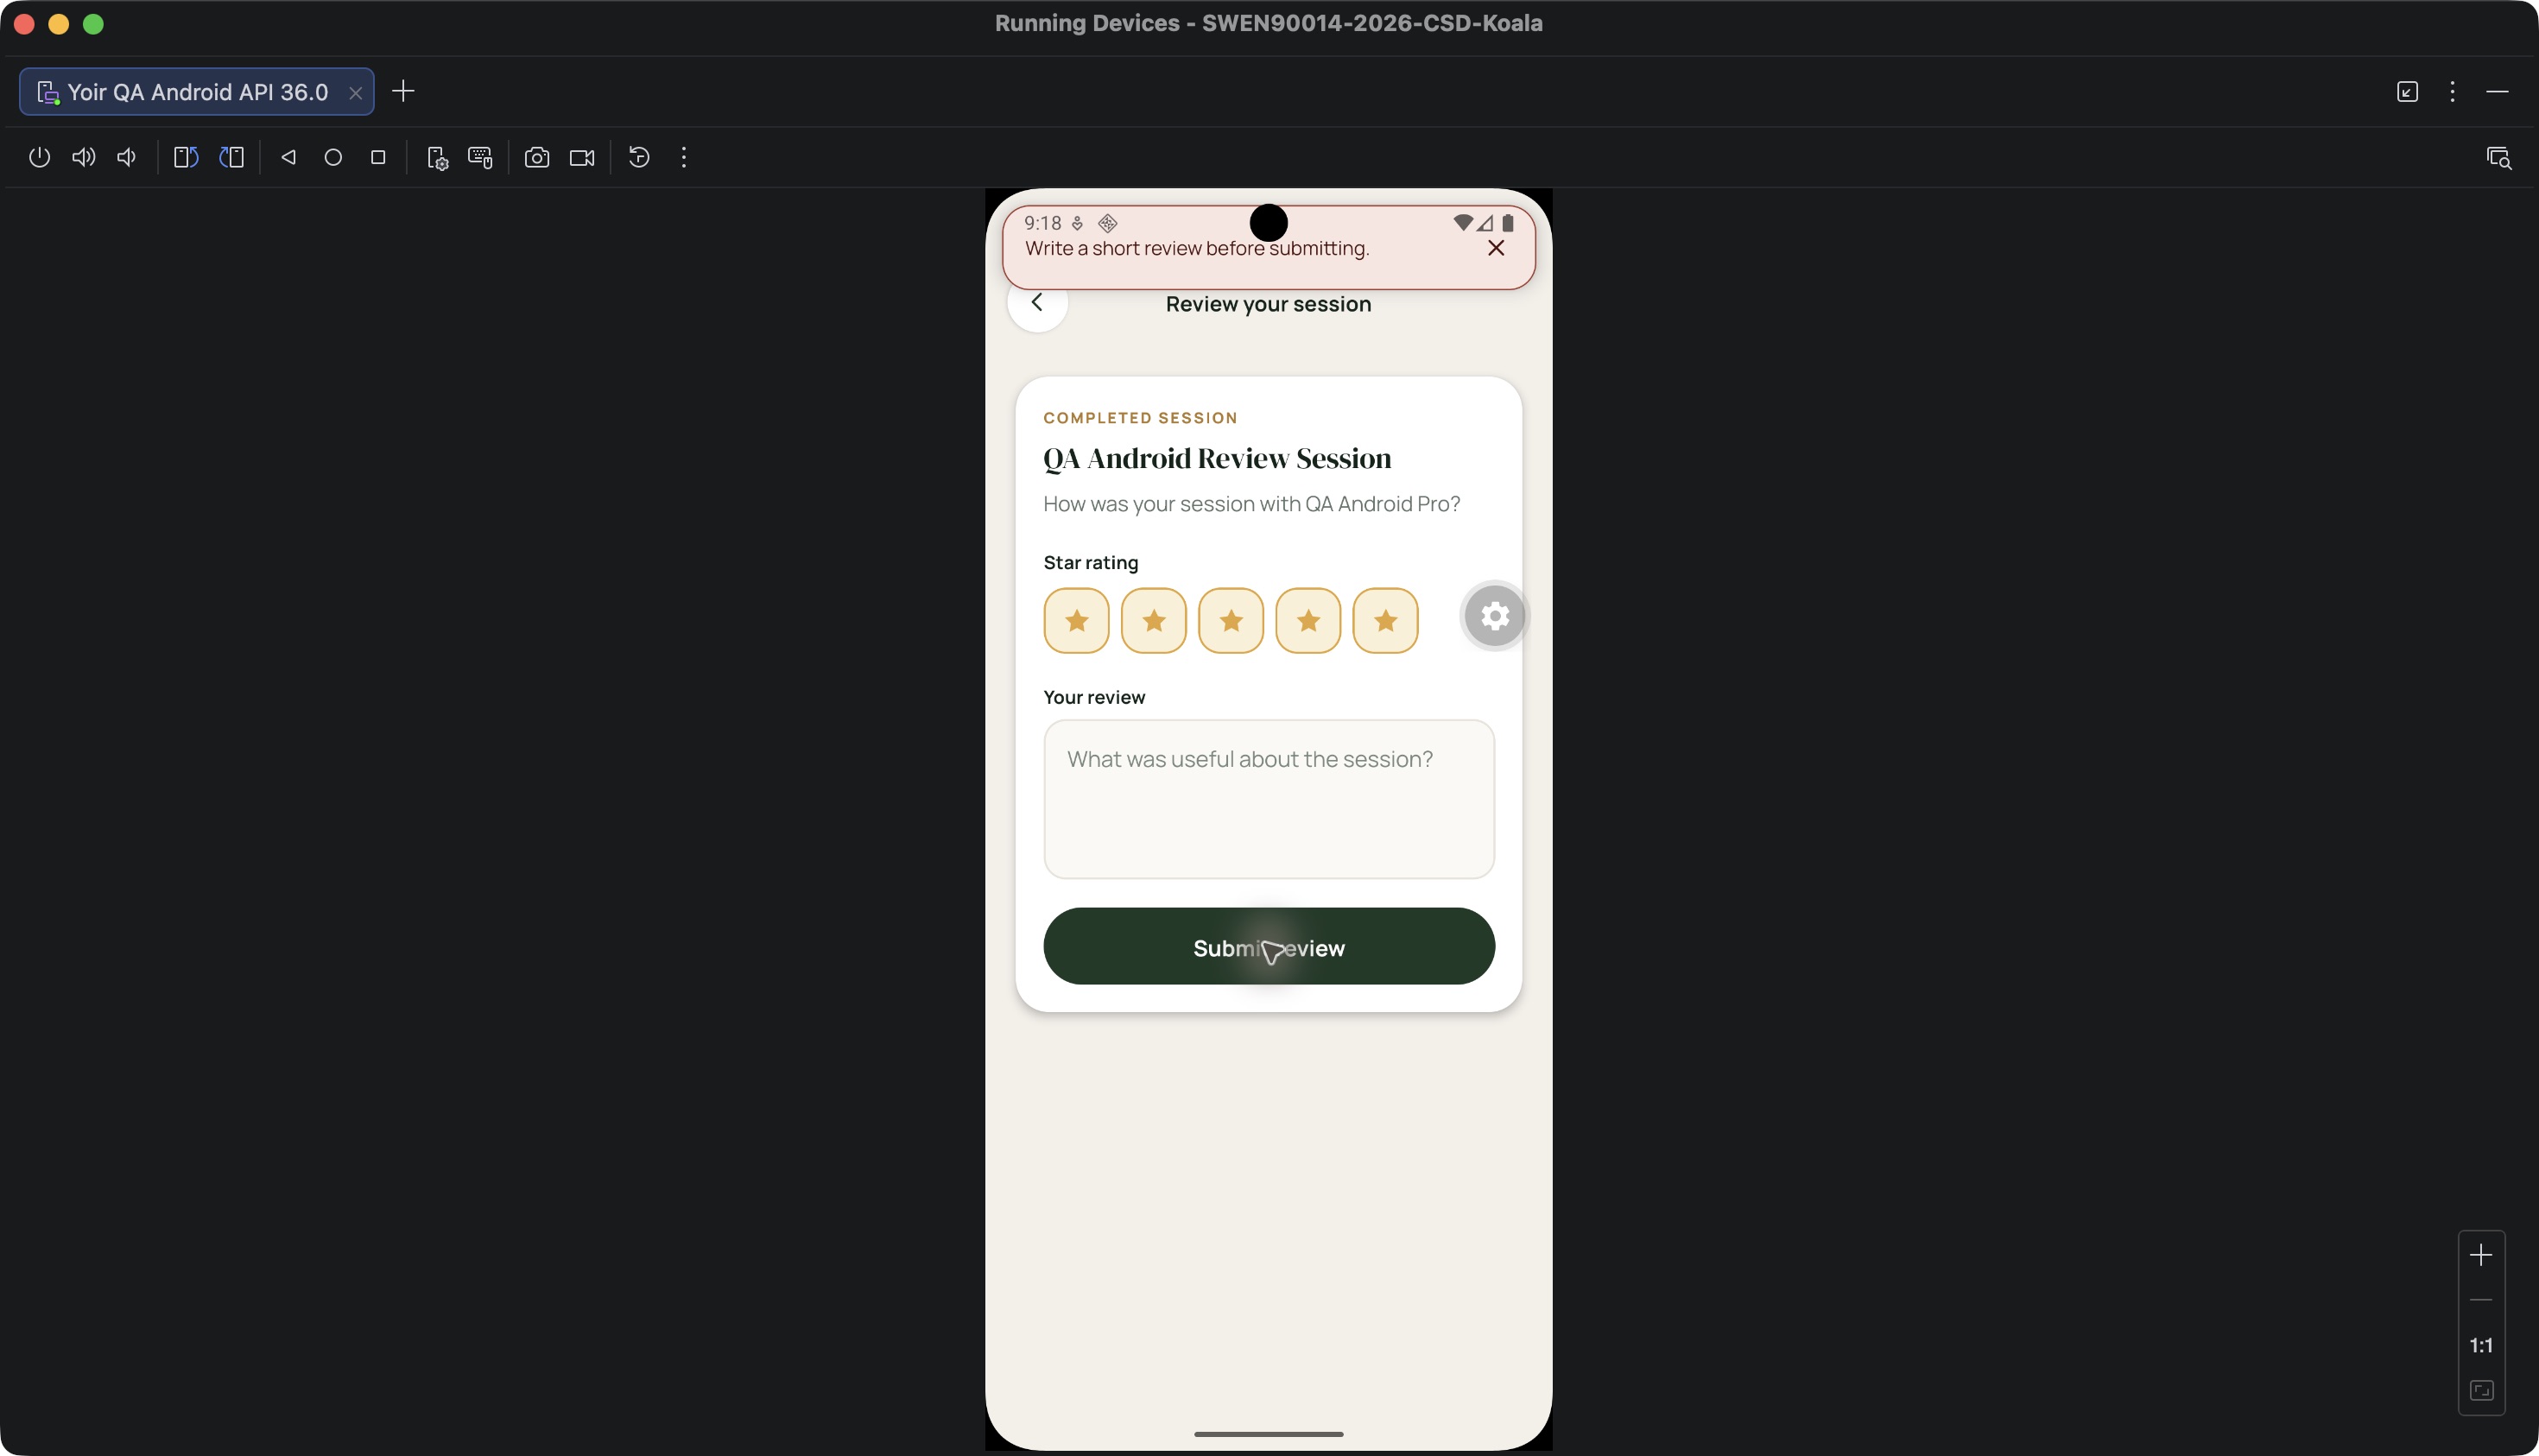 Running Devices - SWEN90014-2026-CSD-Koala
Yoir QA Android API 36.0
9:18
Write a short review before submitting.
Review your session
COMPLETED SESSION
QA Android Review Session
How was your session with QA Android Pro?
Star rating
Your review
What was useful about the session?
Submit review
1:1